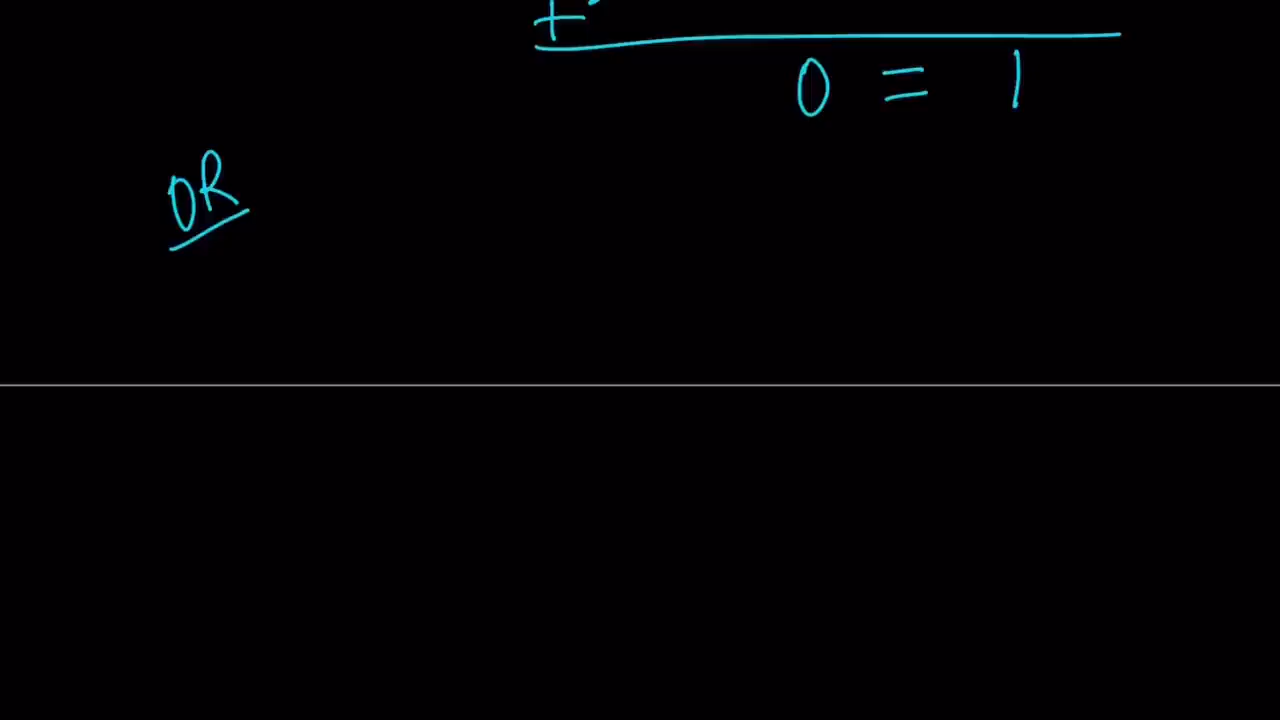 +
0 = 1
OR